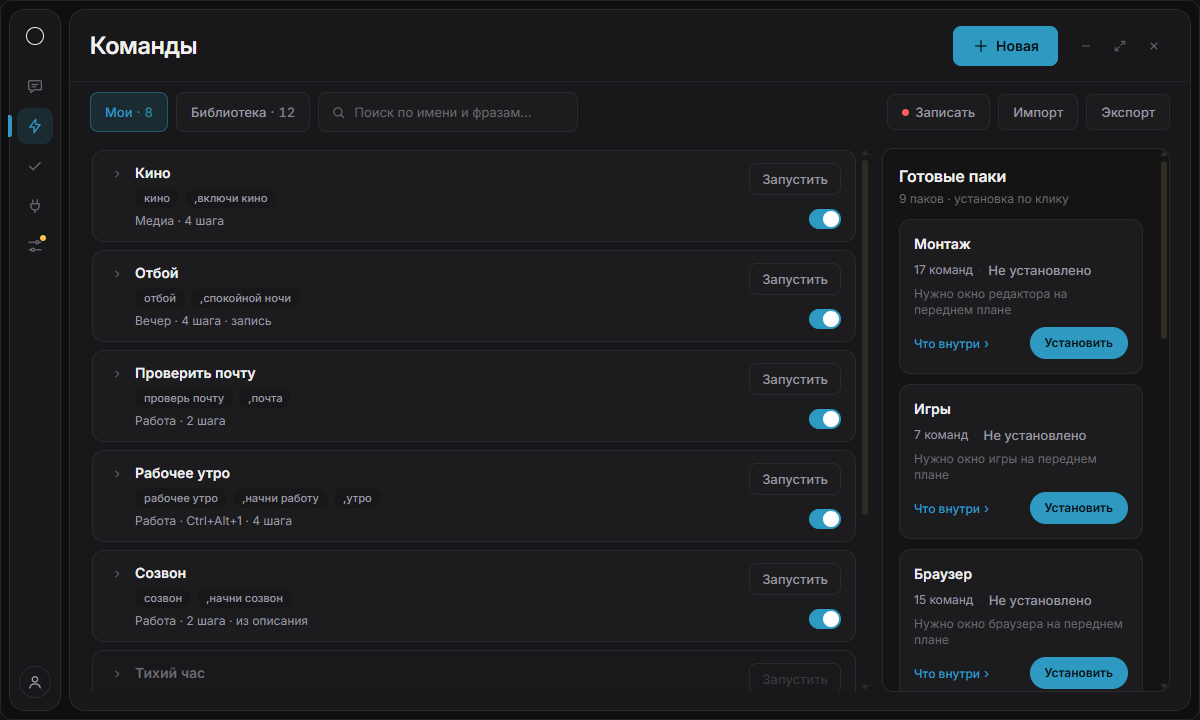 Команды
+ Новая
Мои · 8
Библиотека · 12
Поиск по имени и фразам...
Записать
Импорт
Экспорт
Кино
кино ,включи кино
Медиа · 4 шага
Запустить
Отбой
отбой ,спокойной ночи
Вечер · 4 шага · запись
Запустить
Проверить почту
проверь почту ,почта
Работа · 2 шага
Запустить
Рабочее утро
рабочее утро ,начни работу ,утро
Работа · Ctrl+Alt+1 · 4 шага
Запустить
Созвон
созвон ,начни созвон
Работа · 2 шага · из описания
Запустить
Тихий час
Запустить
Готовые паки
9 паков · установка по клику
Монтаж
17 команд · Не установлено
Нужно окно редактора на
переднем плане
Что внутри ›
Установить
Игры
7 команд · Не установлено
Нужно окно игры на переднем
плане
Что внутри ›
Установить
Браузер
15 команд · Не установлено
Нужно окно браузера на переднем
плане
Что внутри ›
Установить